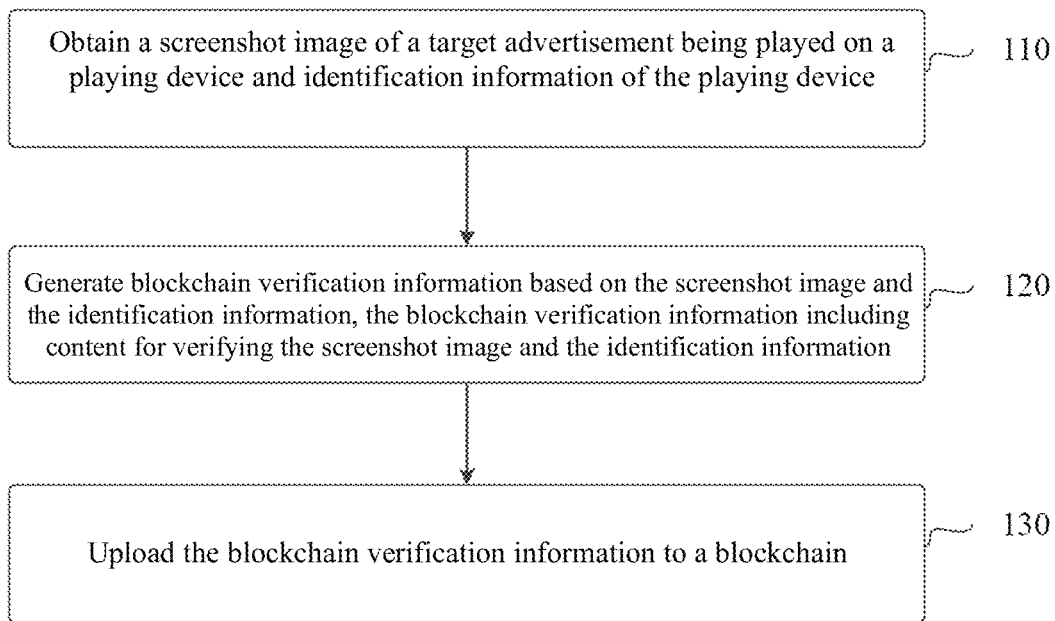 Obtain a screenshot image of a target advertisement being played on a
playing device and identification information of the playing device
110
Generate blockchain verification information based on the screenshot image and
the identification information, the blockchain verification information including
content for verifying the screenshot image and the identification information
120
Upload the blockchain verification information to a blockchain
130